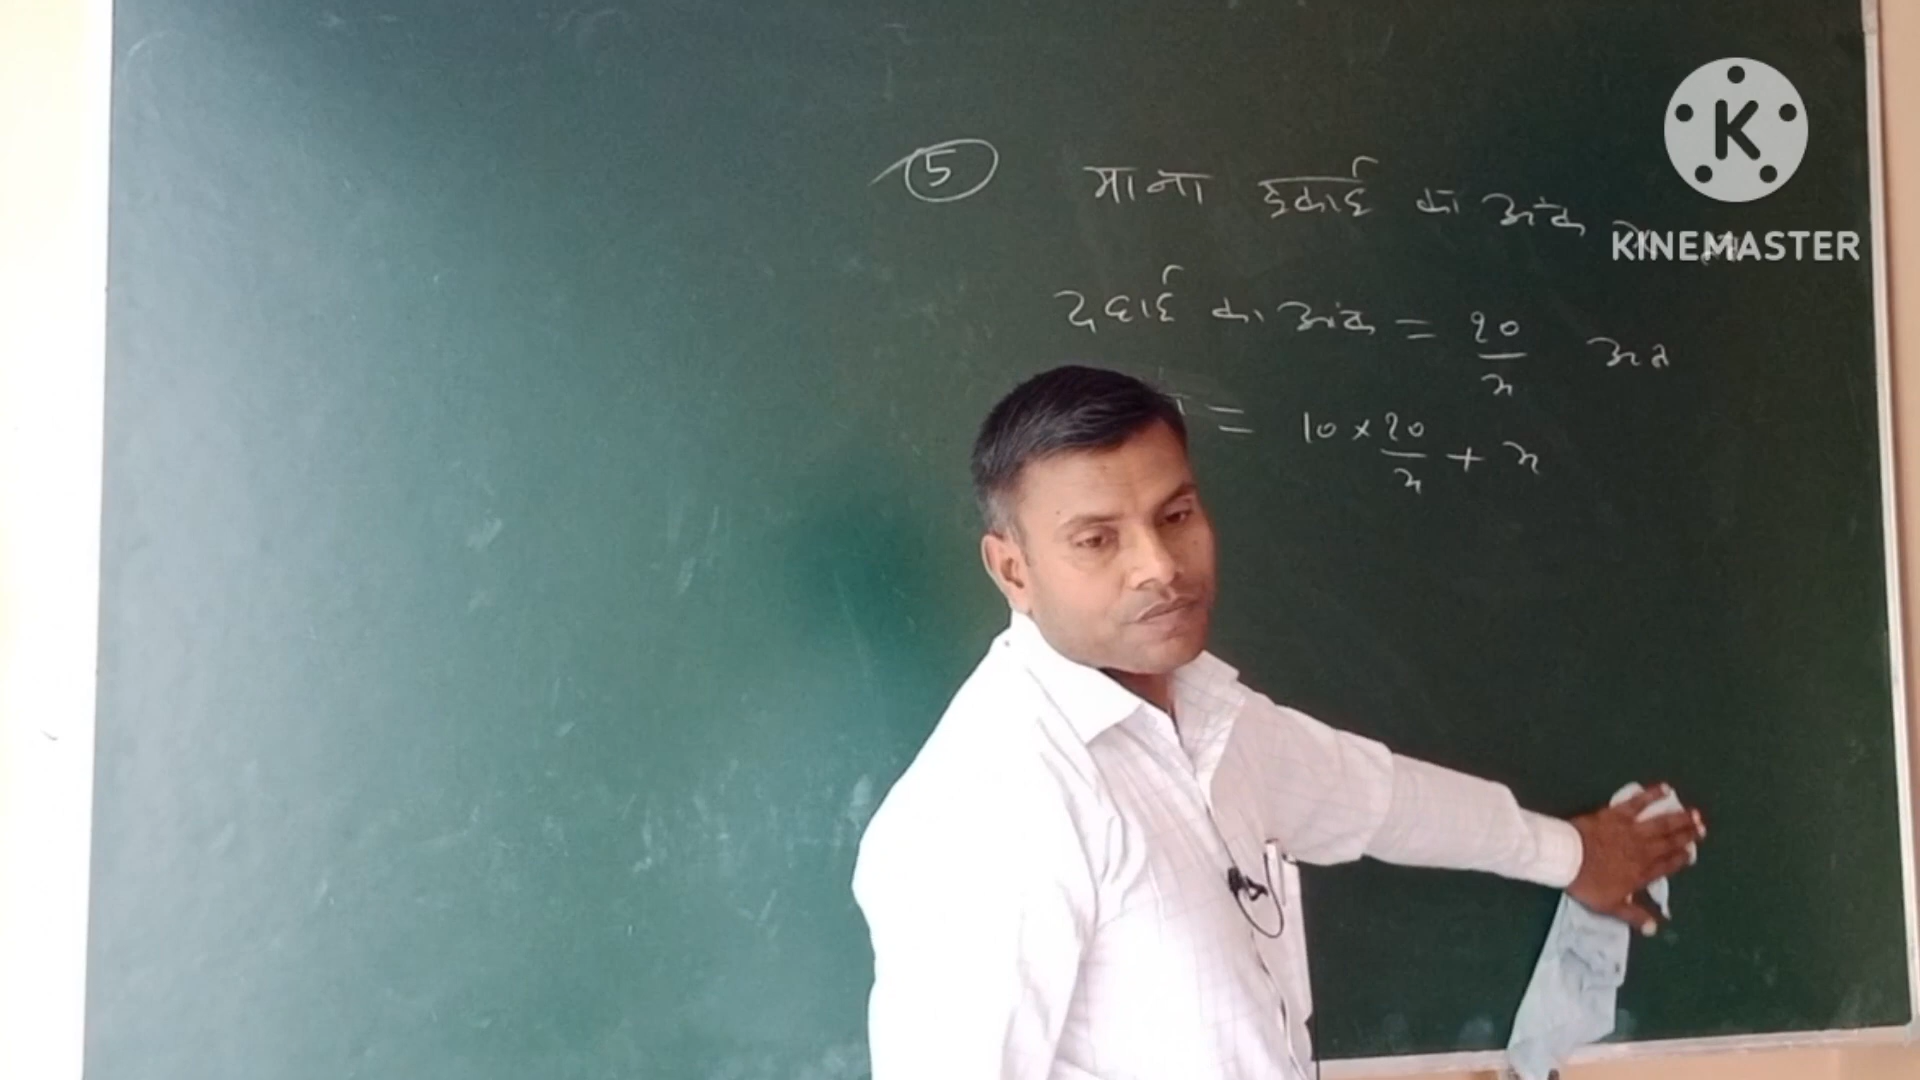 ⑤ माना इकाई का अंक x
दहाई का अंक = 20/x अतः
= 10 × 20/x + x
K
KINEMASTER